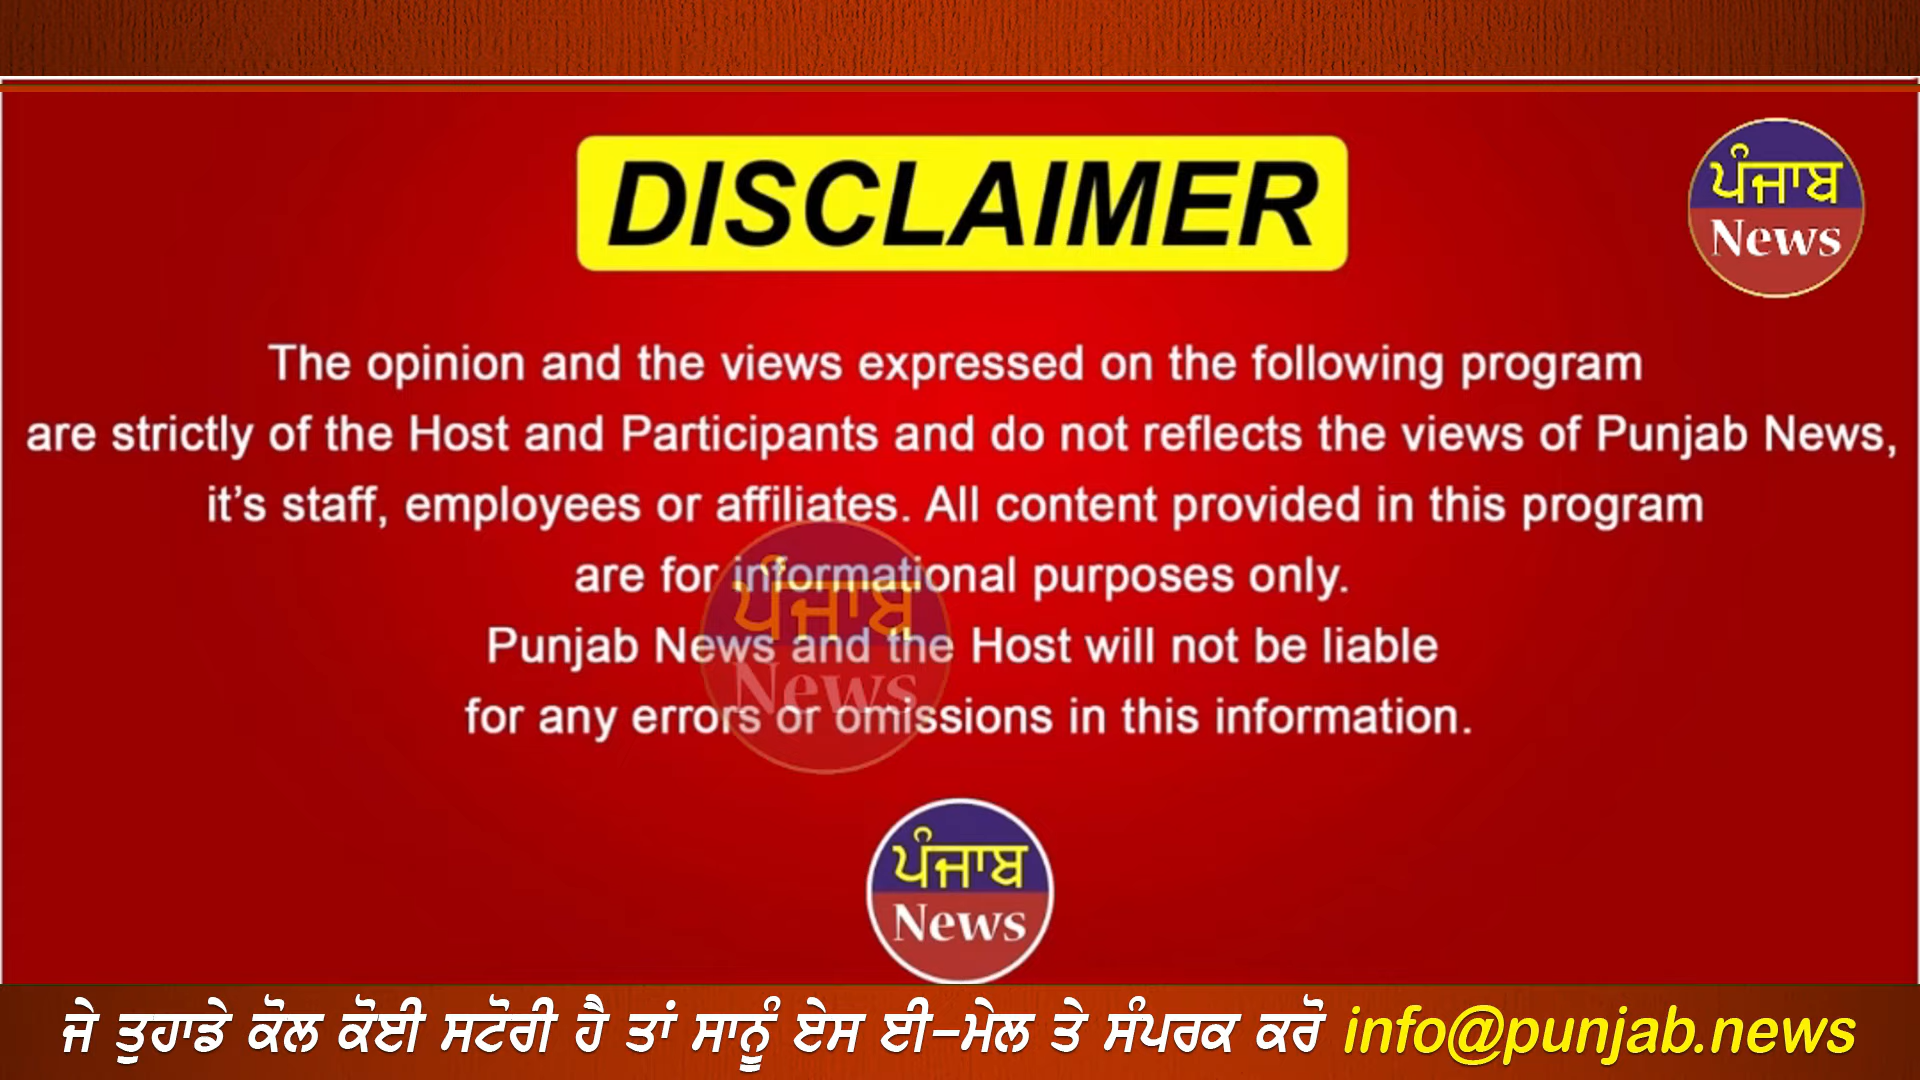 DISCLAIMER
ਪੰਜਾਬ
News
The opinion and the views expressed on the following program
are strictly of the Host and Participants and do not reflects the views of Punjab News,
it’s staff, employees or affiliates. All content provided in this program
are for informational purposes only.
Punjab News and the Host will not be liable
for any errors or omissions in this information.
ਪੰਜਾਬ
News
ਪੰਜਾਬ
News
ਜੇ ਤੁਹਾਡੇ ਕੋਲ ਕੋਈ ਸਟੋਰੀ ਹੈ ਤਾਂ ਸਾਨੂੰ ਏਸ ਈ-ਮੇਲ ਤੇ ਸੰਪਰਕ ਕਰੋ info@punjab.news